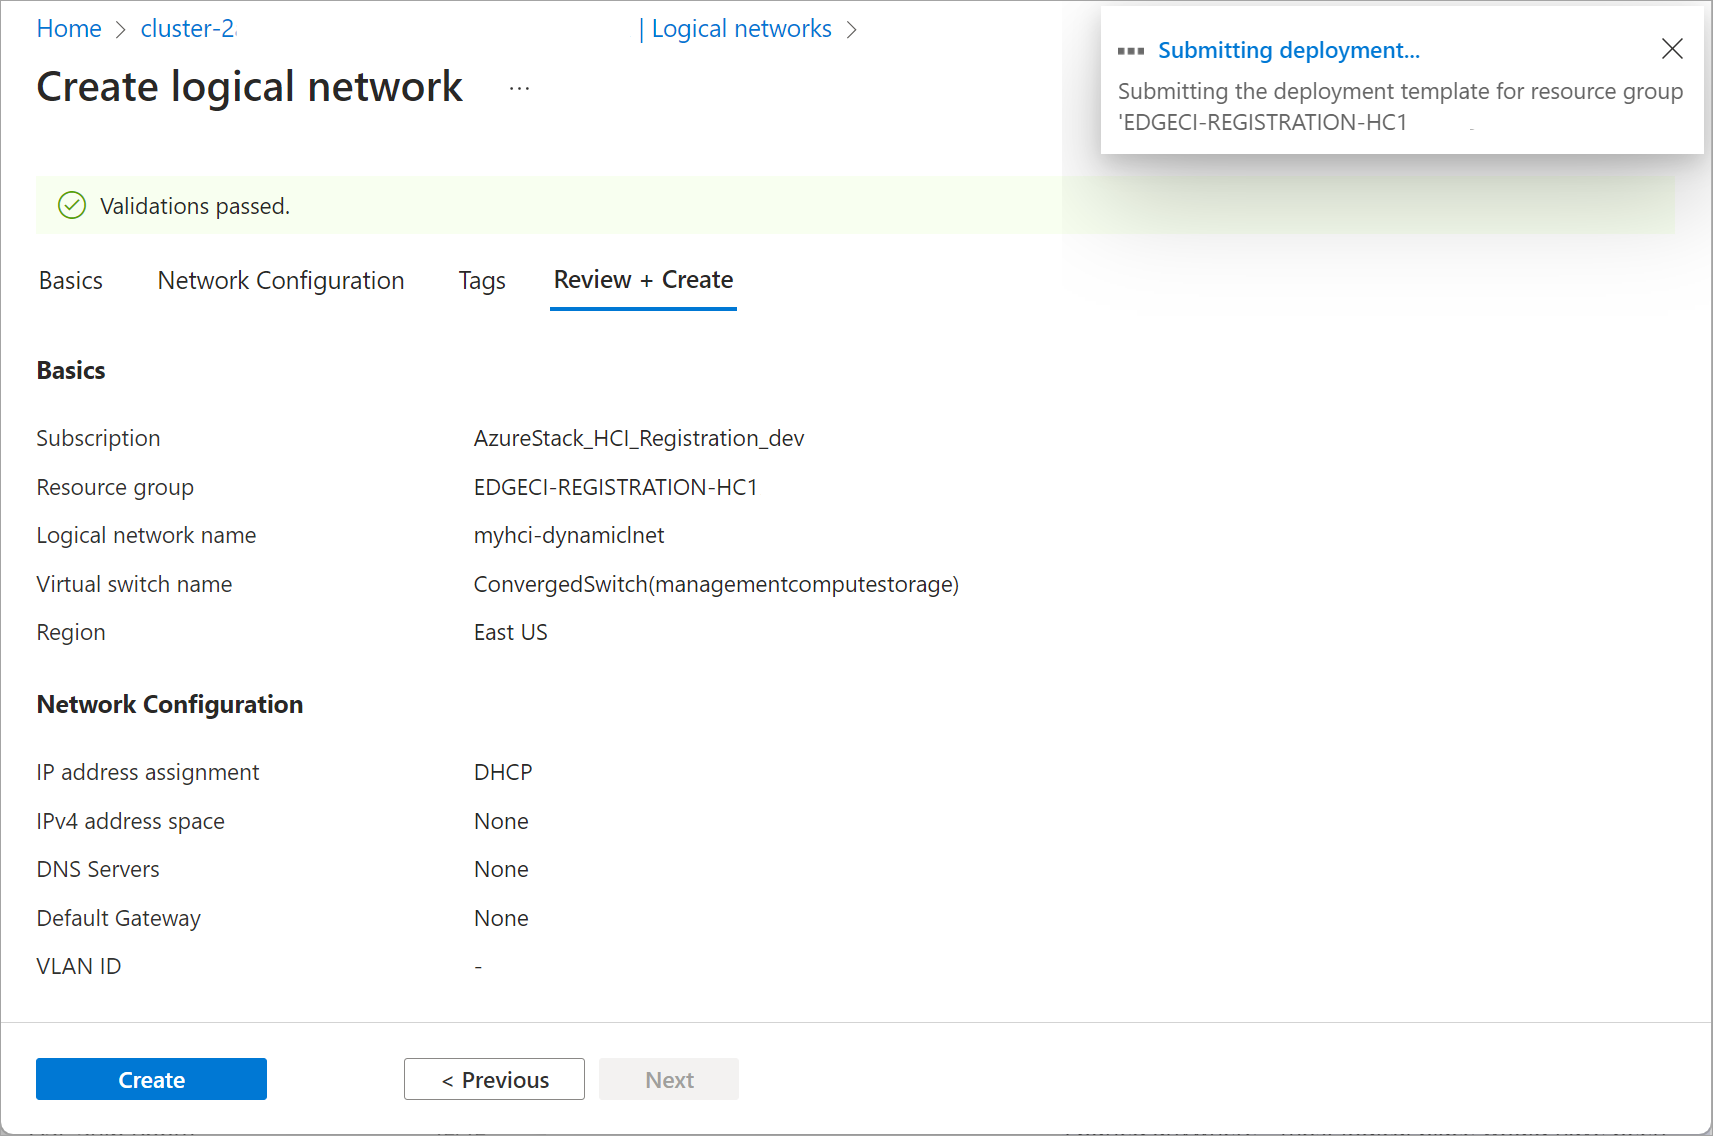 Home > cluster-2 | Logical networks >
Create logical network ...
Submitting deployment...
Submitting the deployment template for resource group
'EDGECI-REGISTRATION-HC1
Validations passed.
Basics Network Configuration Tags Review + Create
Basics
Subscription AzureStack_HCI_Registration_dev
Resource group EDGECI-REGISTRATION-HC1
Logical network name myhci-dynamiclnet
Virtual switch name ConvergedSwitch(managementcomputestorage)
Region East US
Network Configuration
IP address assignment DHCP
IPv4 address space None
DNS Servers None
Default Gateway None
VLAN ID -
Create < Previous Next